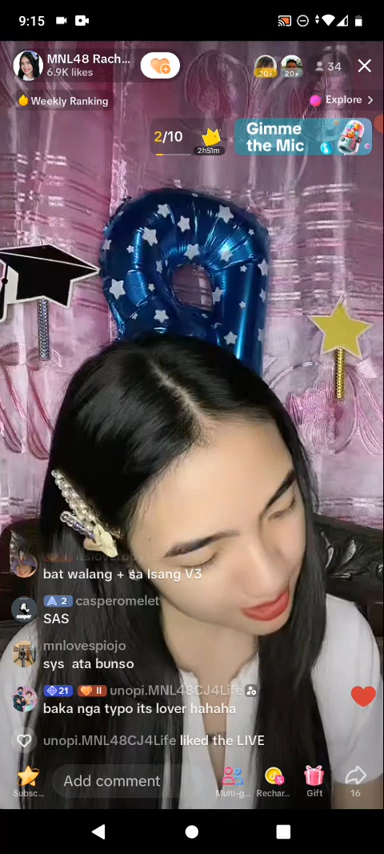 9:15
MNL48 Rach...
6.9K likes
20+
20+
34
Weekly Ranking
Explore >
2/10
2h51m
Gimme
the Mic
bat walang + sa Isang V3
A 2 casperomelet
SAS
mnlovespiojo
sys ata bunso
21 II unopi.MNL48CJ4Life
baka nga typo its lover hahaha
unopi.MNL48CJ4Life liked the LIVE
Subsc...
Add comment
Multi-g...
Rechar...
Gift
16